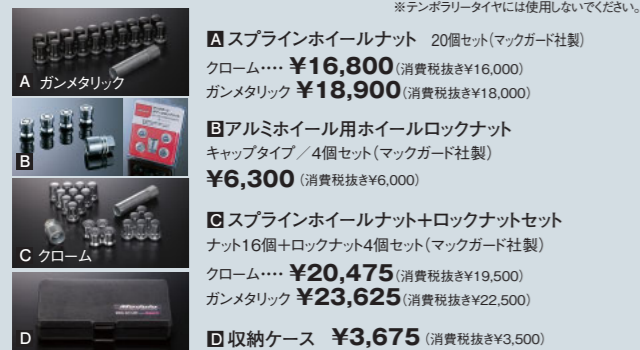 ※テンポラリータイヤには使用しないでください。
A スプラインホイールナット 20個セット(マックガード社製)
クローム‥‥ ¥16,800(消費税抜き¥16,000)
ガンメタリック ¥18,900(消費税抜き¥18,000)
A ガンメタリック
B アルミホイール用ホイールロックナット
キャップタイプ／4個セット(マックガード社製)
¥6,300(消費税抜き¥6,000)
B
C スプラインホイールナット+ロックナットセット
ナット16個+ロックナット4個セット(マックガード社製)
クローム‥‥ ¥20,475(消費税抜き¥19,500)
ガンメタリック ¥23,625(消費税抜き¥22,500)
C クローム
D 収納ケース ¥3,675(消費税抜き¥3,500)
D